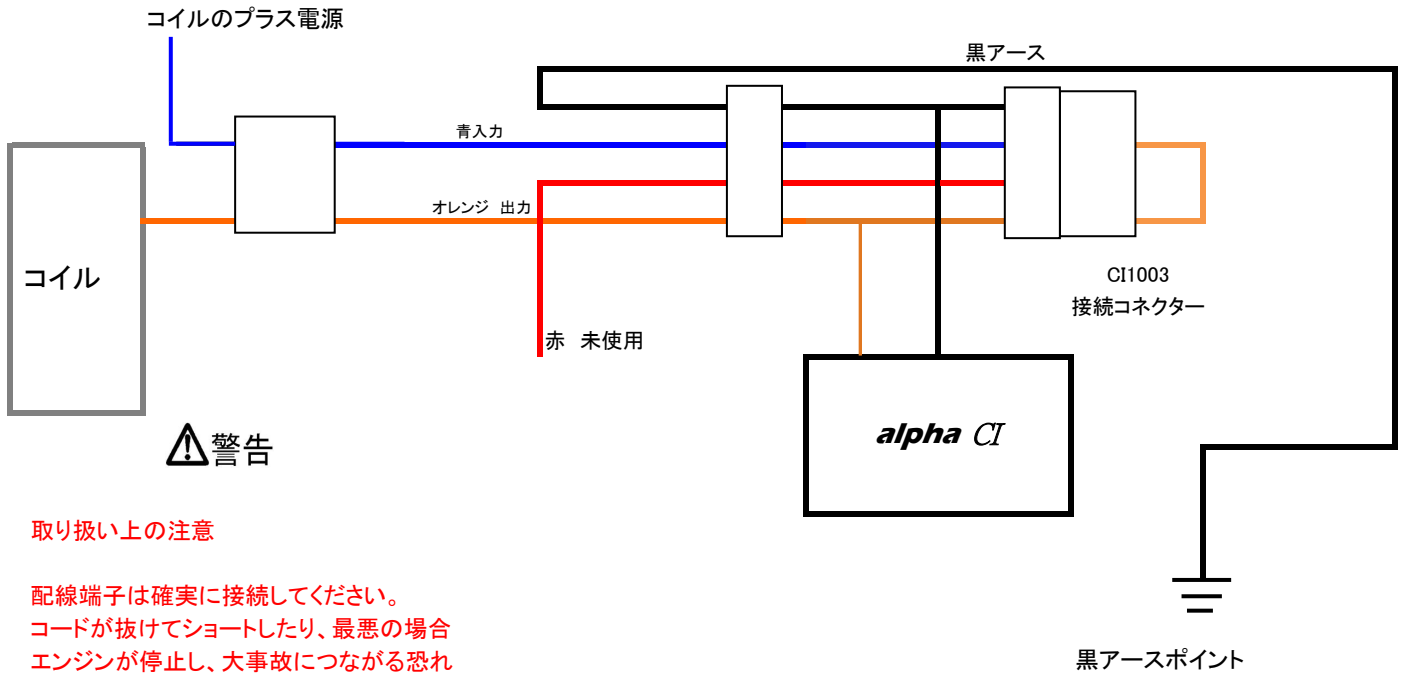 コイルのプラス電源
黒アース
青入力
オレンジ 出力
コイル
CI1003
接続コネクター
赤 未使用
alpha CI
警告
取り扱い上の注意
配線端子は確実に接続してください。
コードが抜けてショートしたり、最悪の場合
エンジンが停止し、大事故につながる恐れ
黒アースポイント